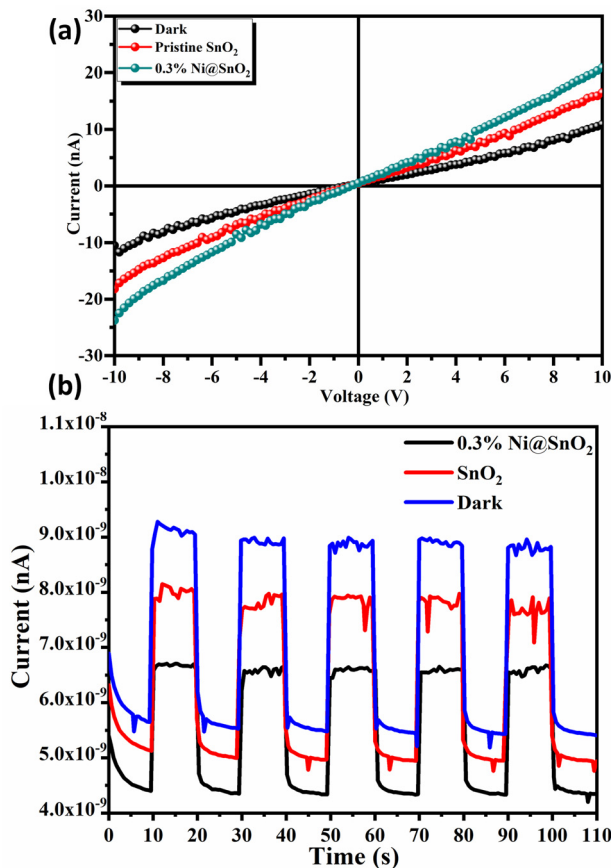 (a)
Dark
Pristine SnO₂
0.3% Ni@SnO₂
Current (nA)
30
20
10
0
-10
-20
-30
-10 -8 -6 -4 -2 0 2 4 6 8 10
Voltage (V)
(b)
0.3% Ni@SnO₂
SnO₂
Dark
Current (nA)
1.1x10⁻⁸
1.0x10⁻⁸
9.0x10⁻⁹
8.0x10⁻⁹
7.0x10⁻⁹
6.0x10⁻⁹
5.0x10⁻⁹
4.0x10⁻⁹
0 10 20 30 40 50 60 70 80 90 100 110
Time (s)